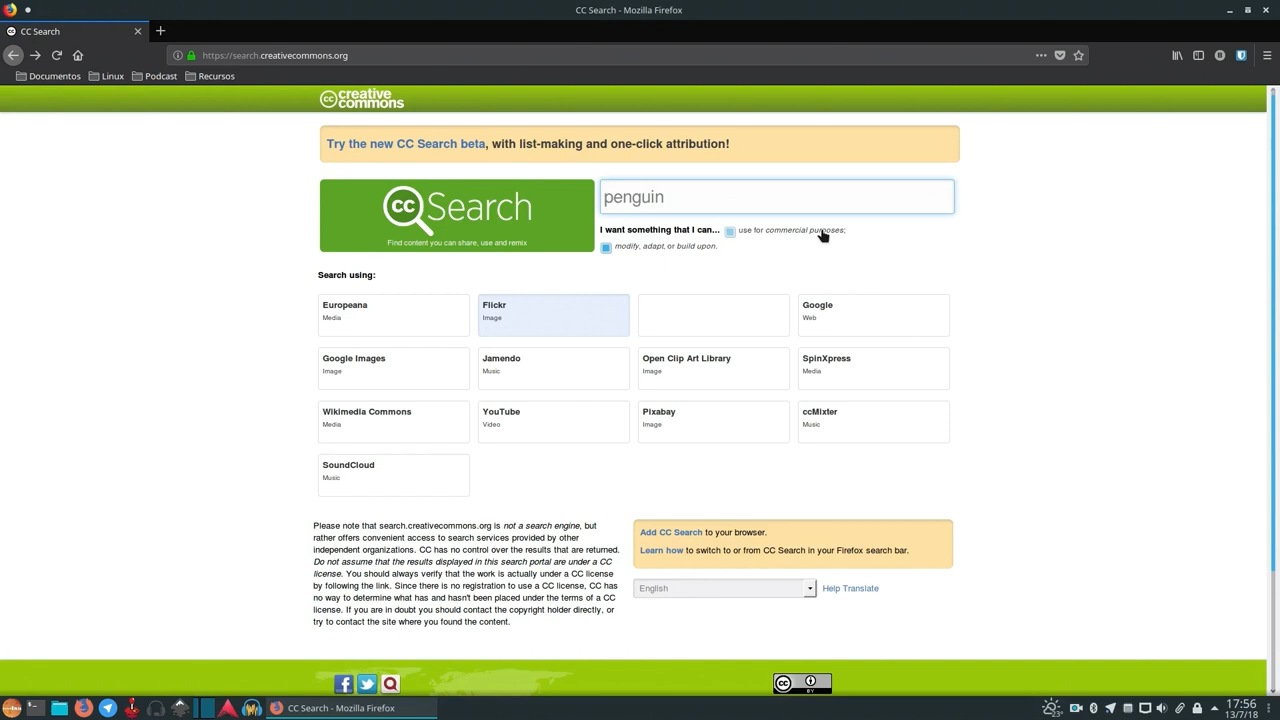 CC Search - Mozilla Firefox
CC Search
https://search.creativecommons.org
Documentos Linux Podcast Recursos
cc creative commons
Try the new CC Search beta, with list-making and one-click attribution!
cc Search
Find content you can share, use and remix
penguin
I want something that I can... use for commercial purposes;
modify, adapt, or build upon.
Search using:
Europeana
Media
Flickr
Image
Google
Web
Google Images
Image
Jamendo
Music
Open Clip Art Library
Image
SpinXpress
Media
Wikimedia Commons
Media
YouTube
Video
Pixabay
Image
ccMixter
Music
SoundCloud
Music
Please note that search.creativecommons.org is not a search engine, but
rather offers convenient access to search services provided by other
independent organizations. CC has no control over the results that are returned.
Do not assume that the results displayed in this search portal are under a CC
license. You should always verify that the work is actually under a CC license
by following the link. Since there is no registration to use a CC license, CC has
no way to determine what has and hasn't been placed under the terms of a CC
license. If you are in doubt you should contact the copyright holder directly, or
try to contact the site where you found the content.
Add CC Search to your browser.
Learn how to switch to or from CC Search in your Firefox search bar.
English
Help Translate
cc BY
CC Search - Mozilla Firefox
23°
17:56
13/7/18